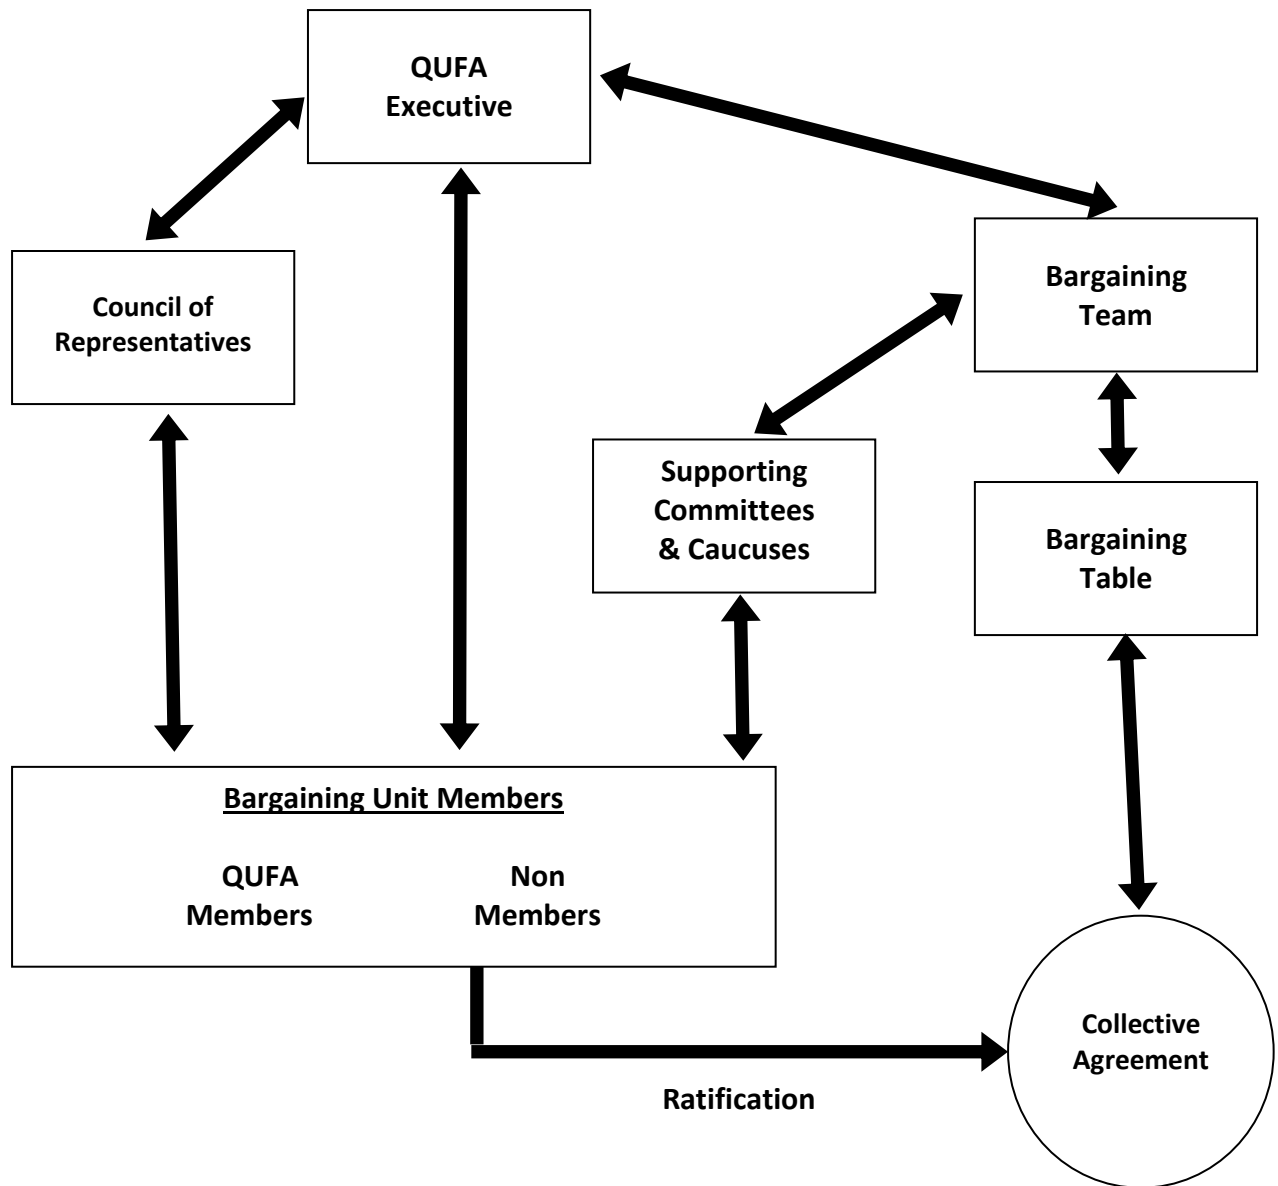 QUFA
Executive
Council of
Representatives
Bargaining
Team
Supporting
Committees
& Caucuses
Bargaining
Table
Bargaining Unit Members
QUFA
Members
Non
Members
Collective
Agreement
Ratification